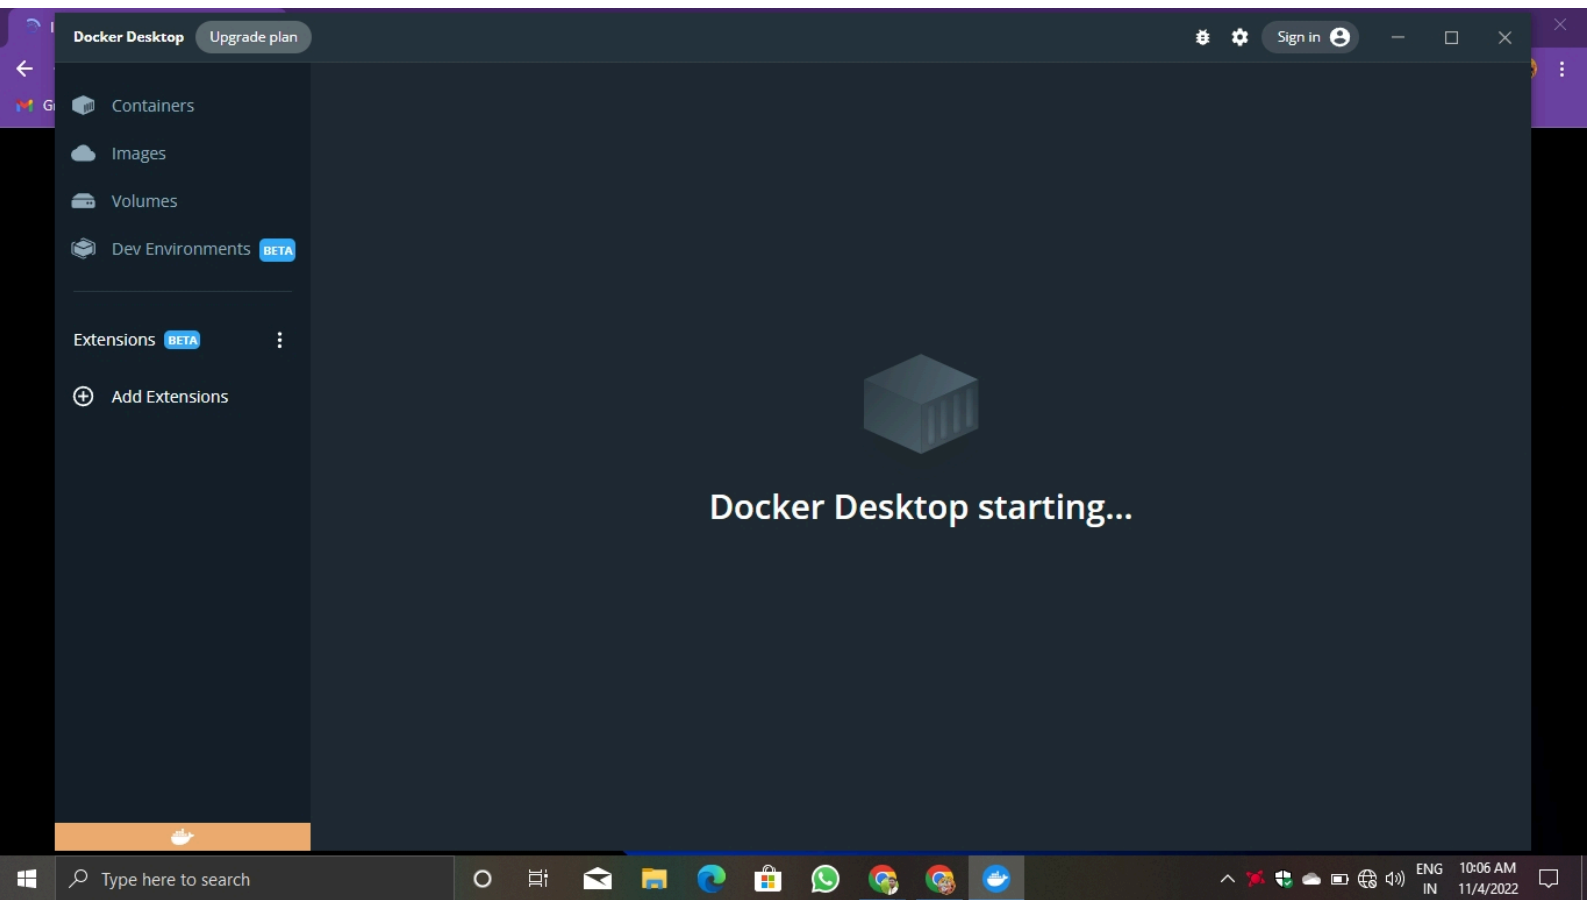 Docker Desktop Upgrade plan Sign in
Containers
Images
Volumes
Dev Environments BETA
Extensions BETA
Add Extensions
Docker Desktop starting...
Type here to search
ENG 10:06 AM
IN 11/4/2022